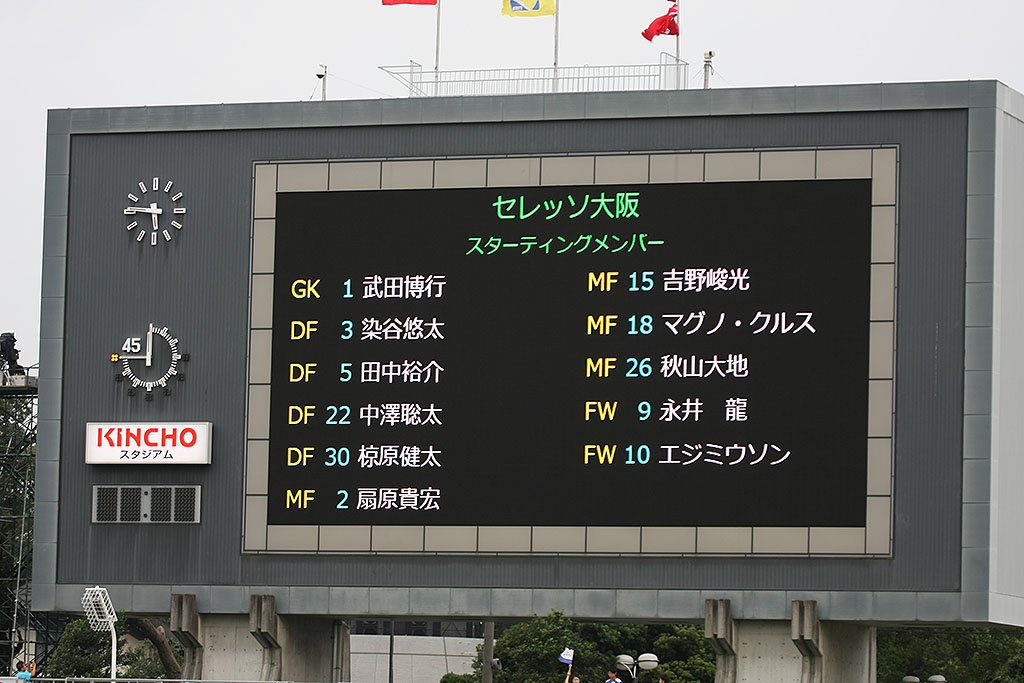 セレッソ大阪
スターティングメンバー
GK 1 武田博行
DF 3 染谷悠太
DF 5 田中裕介
DF 22 中澤聡太
DF 30 椋原健太
MF 2 扇原貴宏
MF 15 吉野峻光
MF 18 マグノ・クルス
MF 26 秋山大地
FW 9 永井 龍
FW 10 エジミウソン
45
KiNCHO
スタジアム